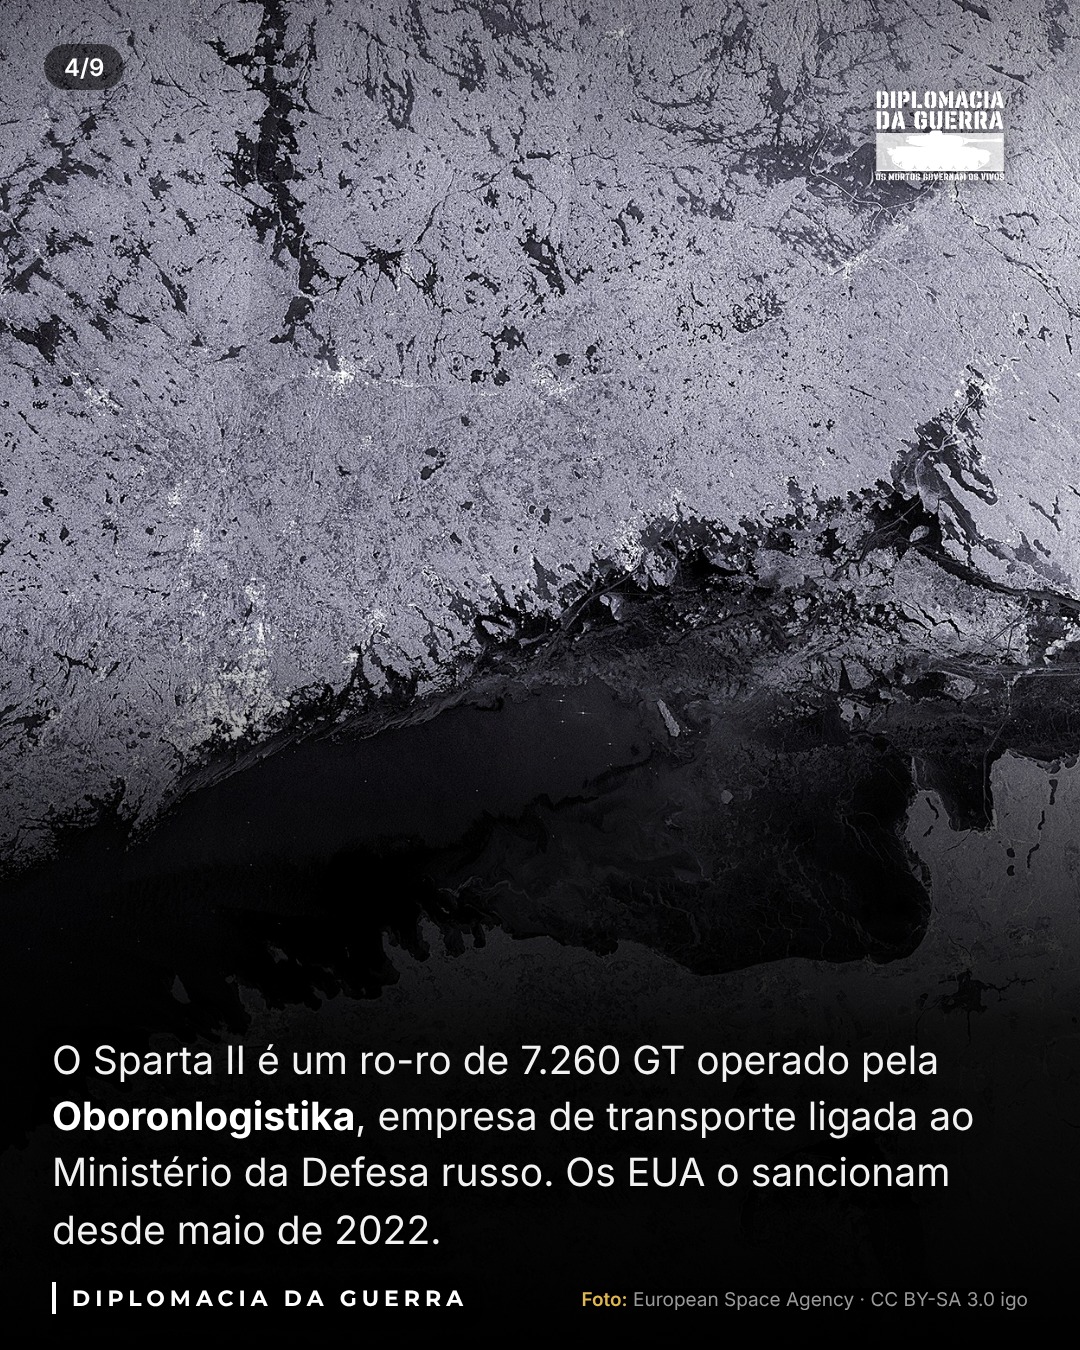 4/9
DIPLOMACIA
DA GUERRA
OS MORTOS GOVERNAM OS VIVOS
O Sparta II é um ro-ro de 7.260 GT operado pela
Oboronlogistika, empresa de transporte ligada ao
Ministério da Defesa russo. Os EUA o sancionam
desde maio de 2022.
DIPLOMACIA DA GUERRA
Foto: European Space Agency · CC BY-SA 3.0 igo